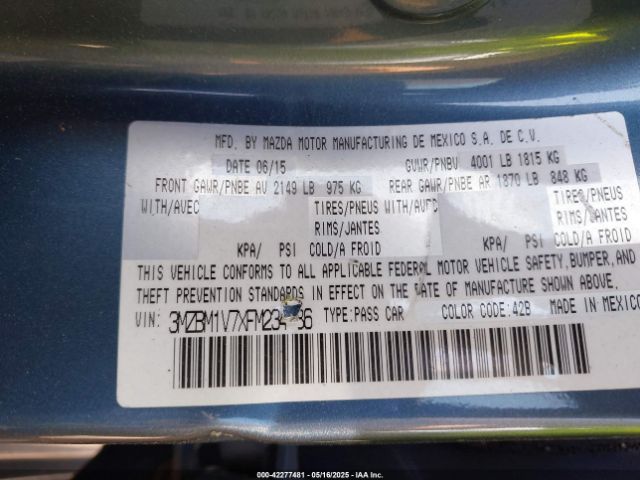 MFD. BY MAZDA MOTOR MANUFACTURING DE MEXICO S.A. DE C.V.
DATE 06/15 GVWR/PNBV 4001 LB 1815 KG
FRONT GAWR/PNBE AV 2149 LB 975 KG REAR GAWR/PNBE AR 1870 LB 848 KG
WITH/AVEC TIRES/PNEUS WITH/AVEC TIRES/PNEUS
RIMS/JANTES RIMS/JANTES
KPA/ PSI COLD/A FROID KPA/ PSI COLD/A FROID
THIS VEHICLE CONFORMS TO ALL APPLICABLE FEDERAL MOTOR VEHICLE SAFETY, BUMPER, AND
THEFT PREVENTION STANDARDS IN EFFECT ON THE DATE OF MANUFACTURE SHOWN ABOVE.
VIN: TYPE:PASS CAR COLOR CODE:42B MADE IN MEXICO
000-42277481 - 05/16/2025 - IAA Inc.